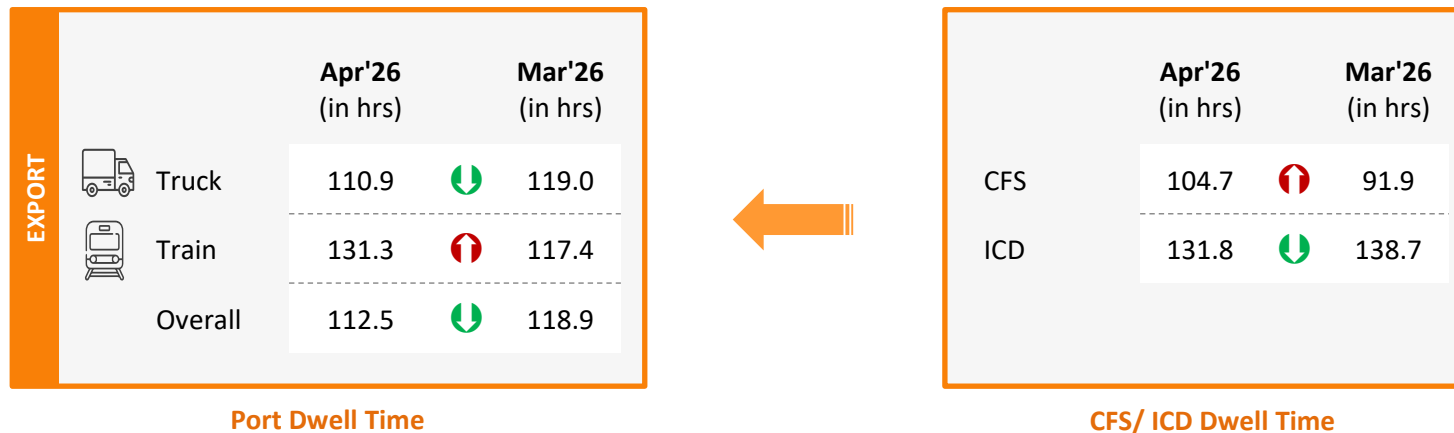 EXPORT
Apr'26 Mar'26
(in hrs) (in hrs)
Truck 110.9 119.0
Train 131.3 117.4
Overall 112.5 118.9
Port Dwell Time
Apr'26 Mar'26
(in hrs) (in hrs)
CFS 104.7 91.9
ICD 131.8 138.7
CFS/ ICD Dwell Time